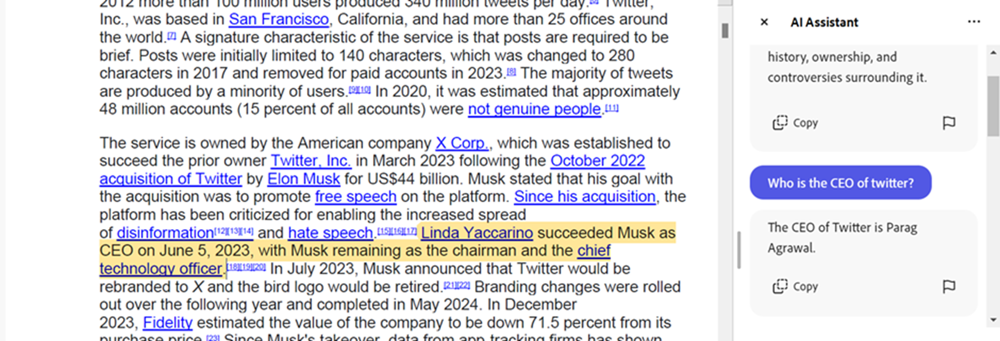 2012 more than 100 million users produced 340 million tweets per day. Twitter,
Inc., was based in San Francisco, California, and had more than 25 offices around
the world.[7] A signature characteristic of the service is that posts are required to be
brief. Posts were initially limited to 140 characters, which was changed to 280
characters in 2017 and removed for paid accounts in 2023.[8] The majority of tweets
are produced by a minority of users.[9][10] In 2020, it was estimated that approximately
48 million accounts (15 percent of all accounts) were not genuine people.[11]
The service is owned by the American company X Corp., which was established to
succeed the prior owner Twitter, Inc. in March 2023 following the October 2022
acquisition of Twitter by Elon Musk for US$44 billion. Musk stated that his goal with
the acquisition was to promote free speech on the platform. Since his acquisition, the
platform has been criticized for enabling the increased spread
of disinformation[12][13][14] and hate speech.[15][16][17] Linda Yaccarino succeeded Musk as
CEO on June 5, 2023, with Musk remaining as the chairman and the chief
technology officer.[18][19][20] In July 2023, Musk announced that Twitter would be
rebranded to X and the bird logo would be retired.[21][22] Branding changes were rolled
out over the following year and completed in May 2024. In December
2023, Fidelity estimated the value of the company to be down 71.5 percent from its
purchase price.[23] Since Musk's takeover, data from app-tracking firms has shown
AI Assistant
history, ownership, and
controversies surrounding it.
Copy
Who is the CEO of twitter?
The CEO of Twitter is Parag
Agrawal.
Copy